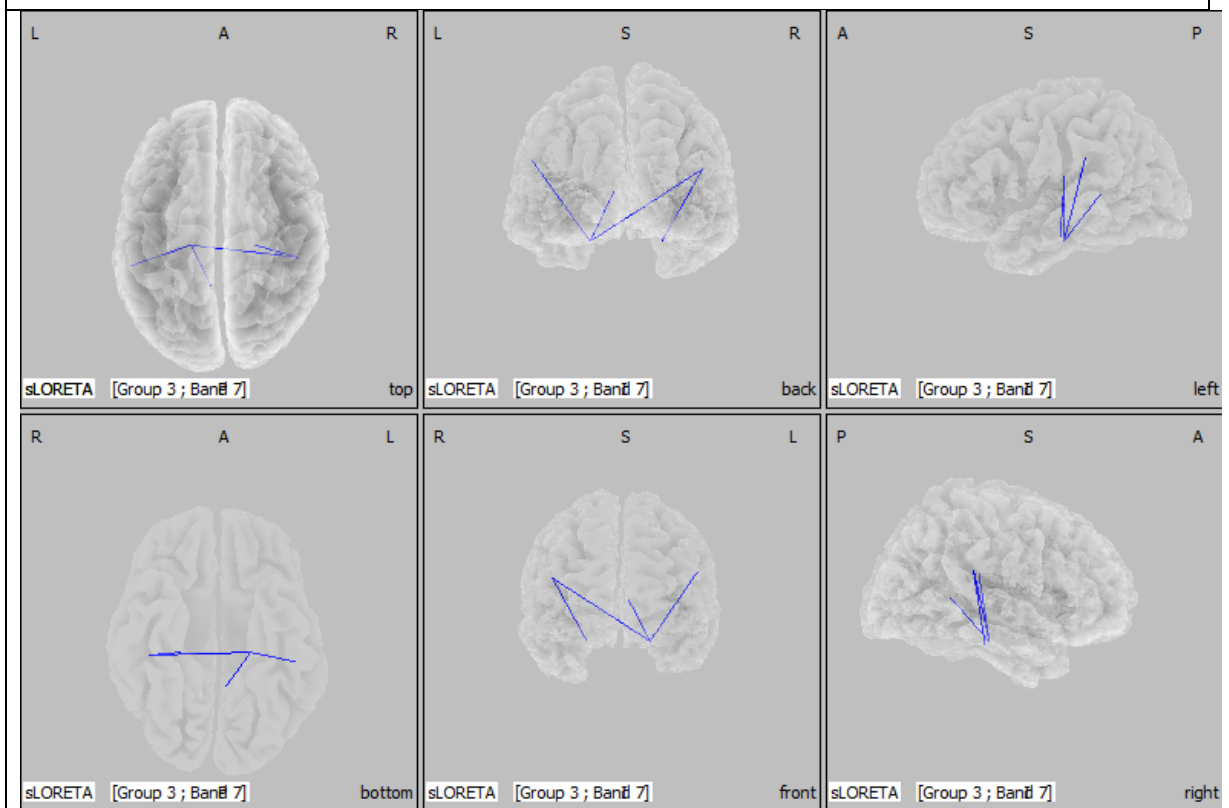 L A R
L S R
A S P
sLORETA [Group 3 ; Band 7] top
sLORETA [Group 3 ; Band 7] back
sLORETA [Group 3 ; Band 7] left
R A L
R S L
P S A
sLORETA [Group 3 ; Band 7] bottom
sLORETA [Group 3 ; Band 7] front
sLORETA [Group 3 ; Band 7] right